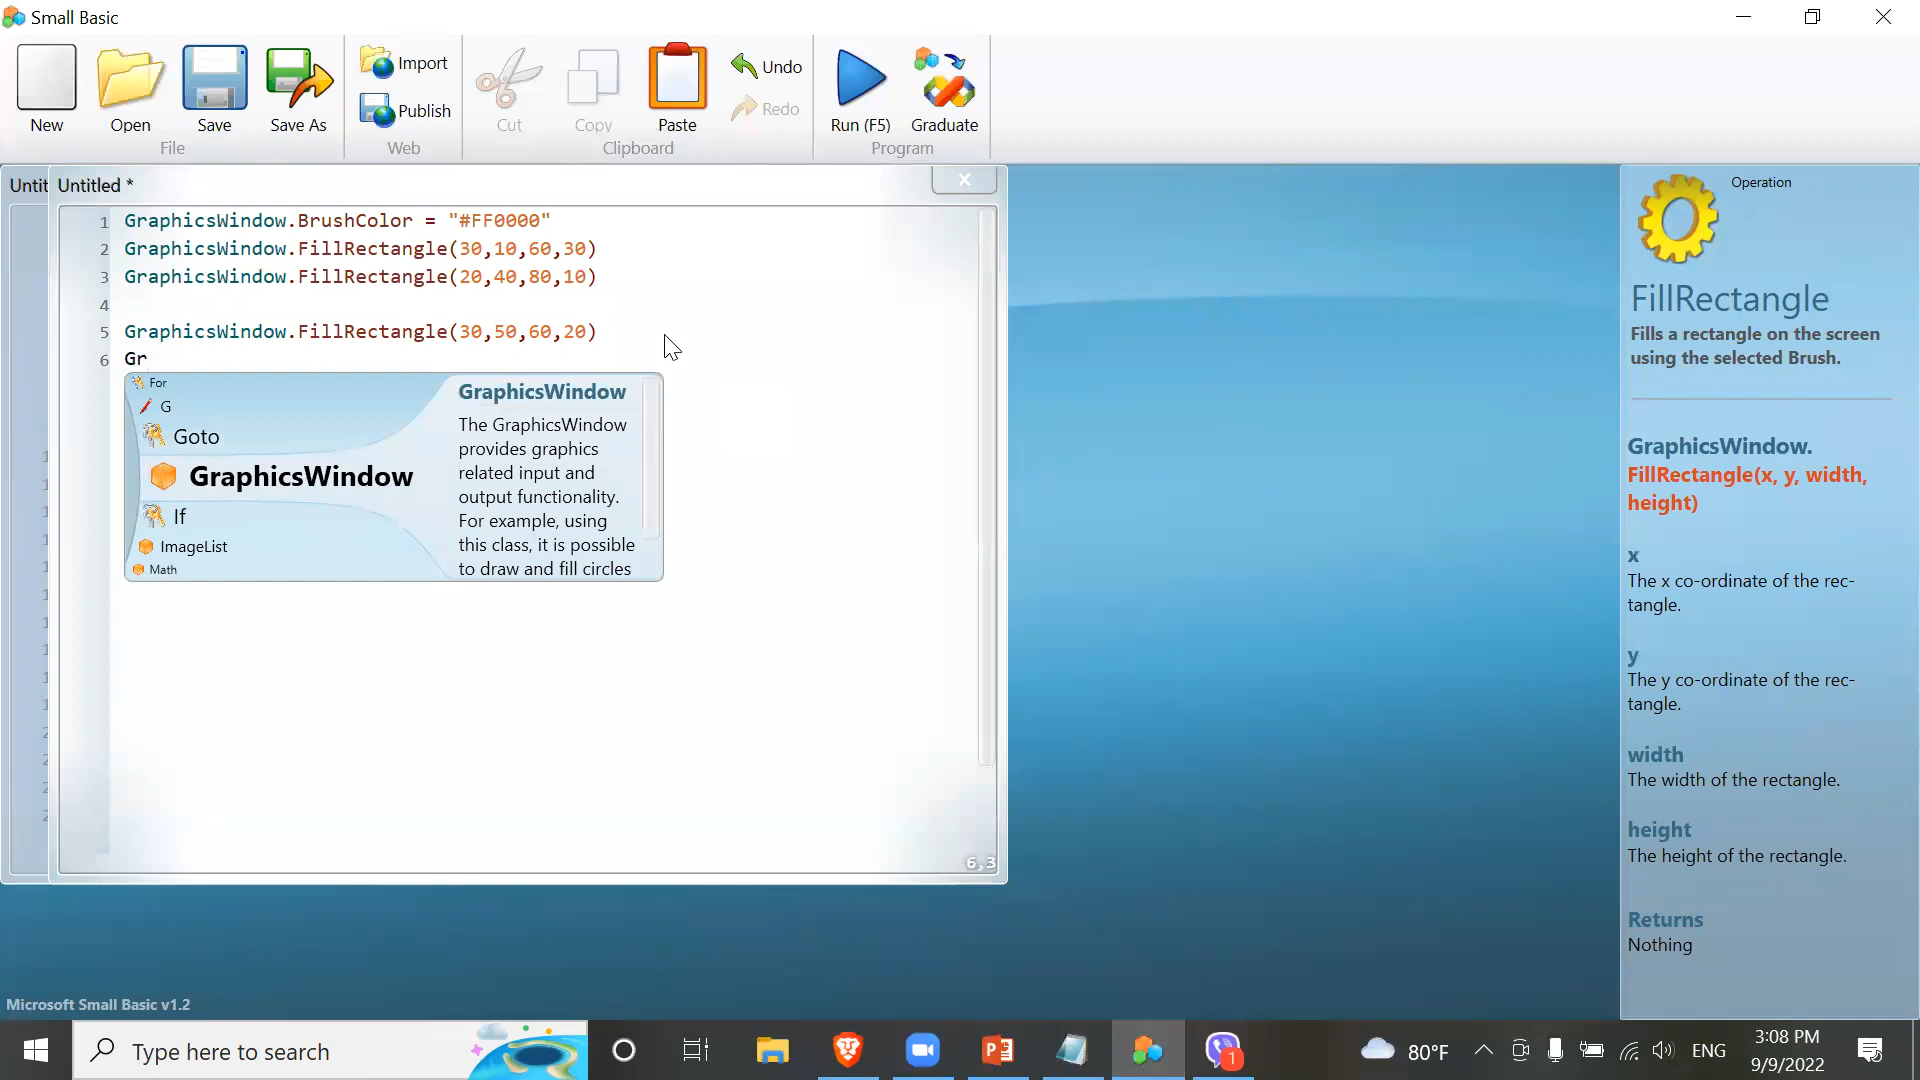 Small Basic
New
Open
Save
Save As
File
Import
Publish
Web
Cut
Copy
Paste
Undo
Redo
Clipboard
Run (F5)
Graduate
Program
Untit
Untitled *
1 GraphicsWindow.BrushColor = "#FF0000"
2 GraphicsWindow.FillRectangle(30,10,60,30)
3 GraphicsWindow.FillRectangle(20,40,80,10)
4
5 GraphicsWindow.FillRectangle(30,50,60,20)
6 Gr
For
G
Goto
GraphicsWindow
If
ImageList
Math
GraphicsWindow
The GraphicsWindow
provides graphics
related input and
output functionality.
For example, using
this class, it is possible
to draw and fill circles
6,3
Operation
FillRectangle
Fills a rectangle on the screen
using the selected Brush.
GraphicsWindow.
FillRectangle(x, y, width,
height)
x
The x co-ordinate of the rec-
tangle.
y
The y co-ordinate of the rec-
tangle.
width
The width of the rectangle.
height
The height of the rectangle.
Returns
Nothing
Microsoft Small Basic v1.2
Type here to search
1
80°F
ENG
3:08 PM
9/9/2022